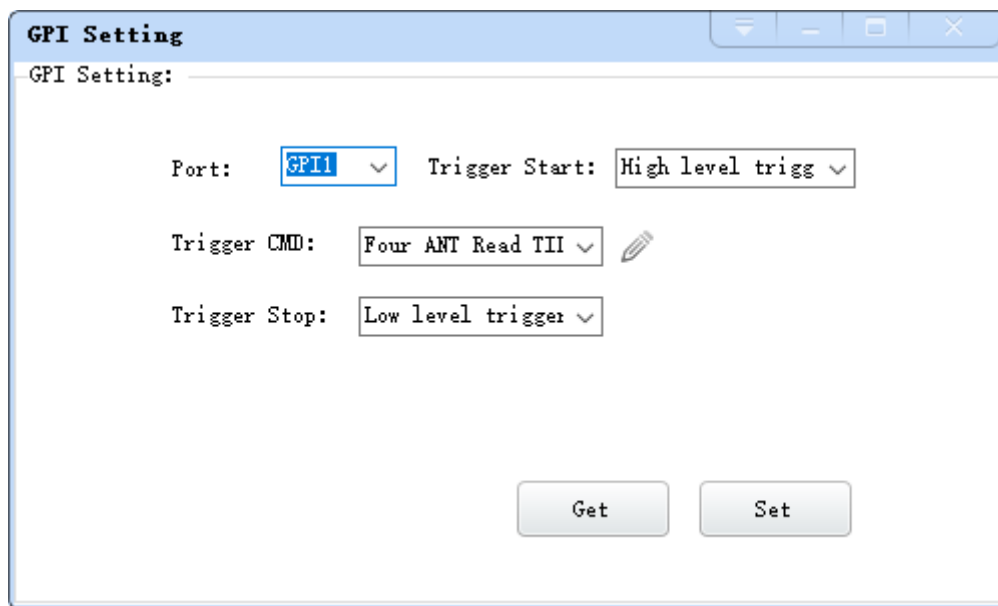 GPI Setting
GPI Setting:
Port: GPI1 Trigger Start: High level trigg
Trigger CMD: Four ANT Read TII
Trigger Stop: Low level trigger
Get Set